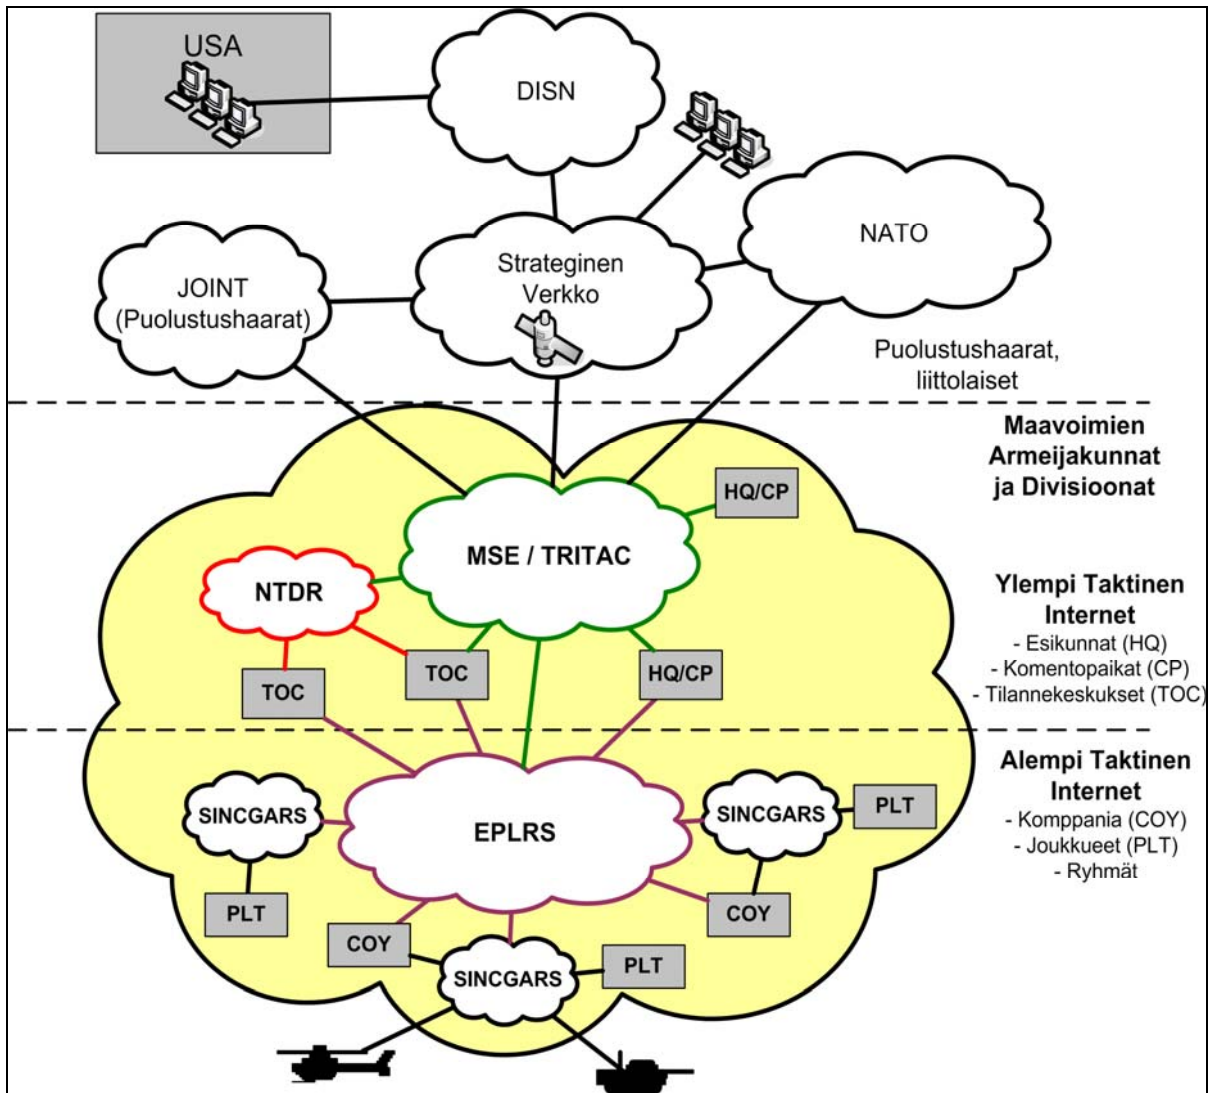 USA
DISN
NATO
Strateginen
Verkko
JOINT
(Puolustushaarat)
Puolustushaarat,
liittolaiset
Maavoimien
Armeijakunnat
ja Divisioonat
HQ/CP
MSE / TRITAC
NTDR
Ylempi Taktinen
Internet
- Esikunnat (HQ)
- Komentopaikat (CP)
- Tilannekeskukset (TOC)
TOC
TOC
HQ/CP
Alempi Taktinen
Internet
- Komppania (COY)
- Joukkueet (PLT)
- Ryhmät
SINCGARS
EPLRS
SINCGARS
PLT
PLT
COY
COY
SINCGARS
PLT